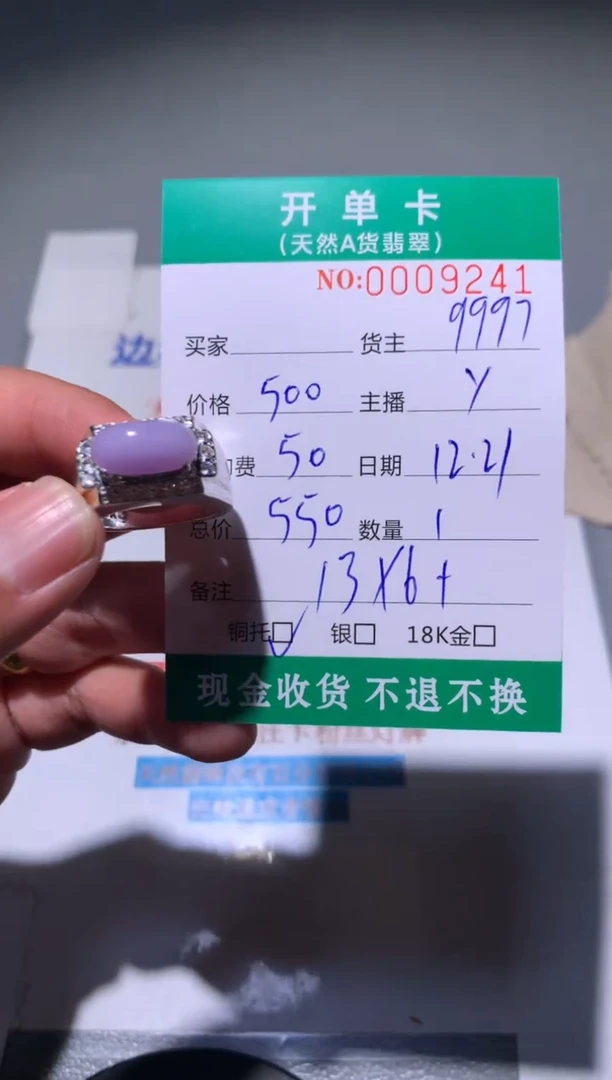 开单卡
(天然A货翡翠)
NO:0009241
买家 货主 9997
价格 500 主播 Y
费 50 日期 12.21
总价 550 数量 1
备注 13X6+
铜托☑ 银□ 18K金□
现金收货 不退不换
边